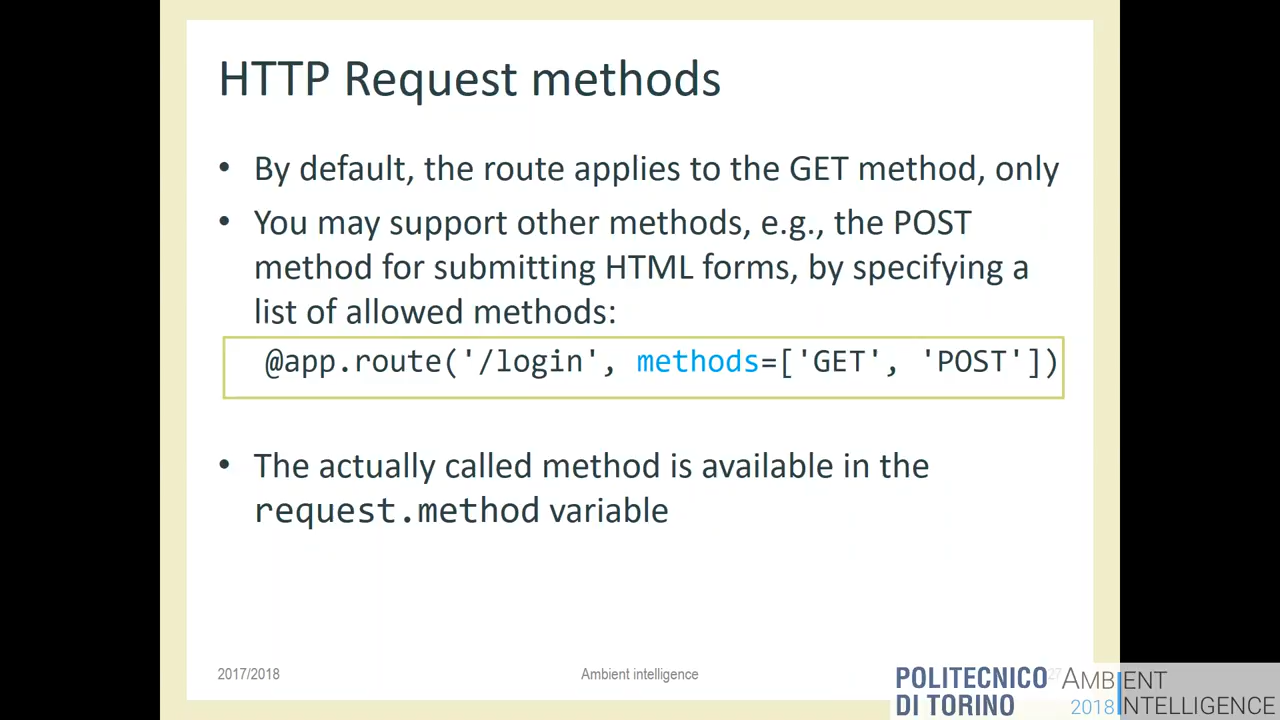 HTTP Request methods
• By default, the route applies to the GET method, only
• You may support other methods, e.g., the POST
method for submitting HTML forms, by specifying a
list of allowed methods:
@app.route('/login', methods=['GET', 'POST'])
• The actually called method is available in the
request.method variable
2017/2018
Ambient intelligence
27
POLITECNICO
DI TORINO
AMBIENT
2018 INTELLIGENCE